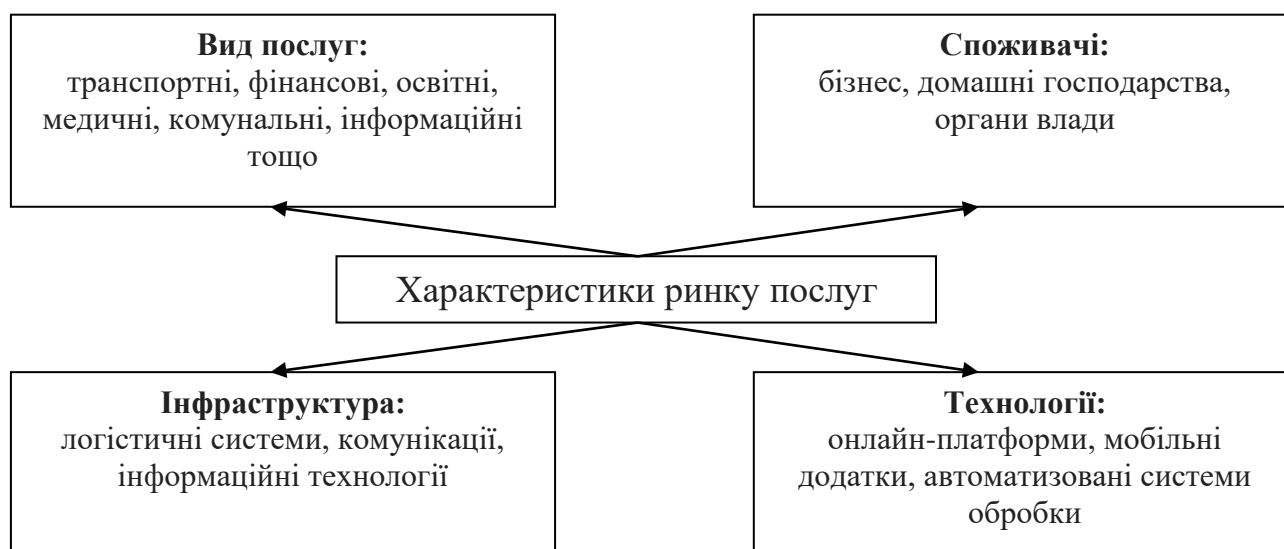 Вид послуг:
транспортні, фінансові, освітні,
медичні, комунальні, інформаційні
тощо
Споживачі:
бізнес, домашні господарства,
органи влади
Характеристики ринку послуг
Інфраструктура:
логістичні системи, комунікації,
інформаційні технології
Технології:
онлайн-платформи, мобільні
додатки, автоматизовані системи
обробки